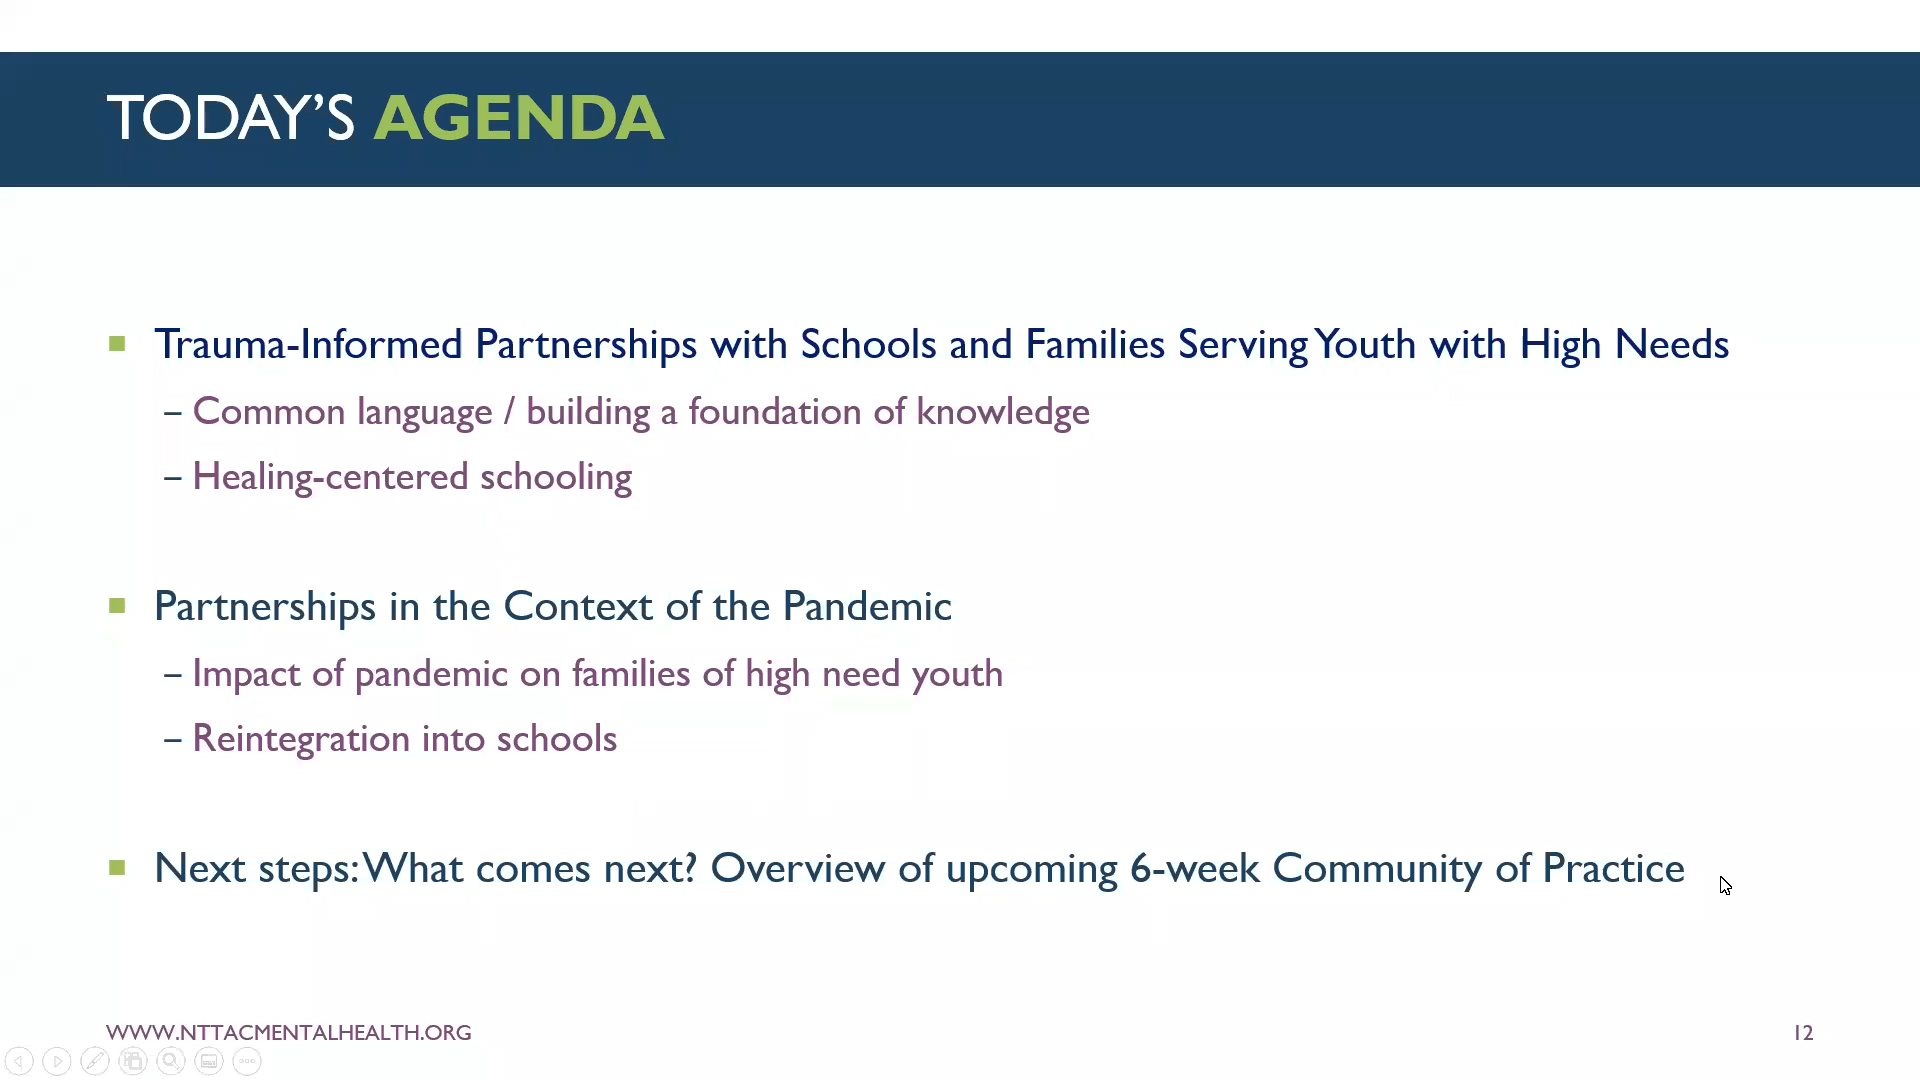 TODAY'S AGENDA
Trauma-Informed Partnerships with Schools and Families Serving Youth with High Needs
– Common language / building a foundation of knowledge
– Healing-centered schooling
Partnerships in the Context of the Pandemic
– Impact of pandemic on families of high need youth
– Reintegration into schools
Next steps: What comes next? Overview of upcoming 6-week Community of Practice
WWW.NTTACMENTALHEALTH.ORG
12